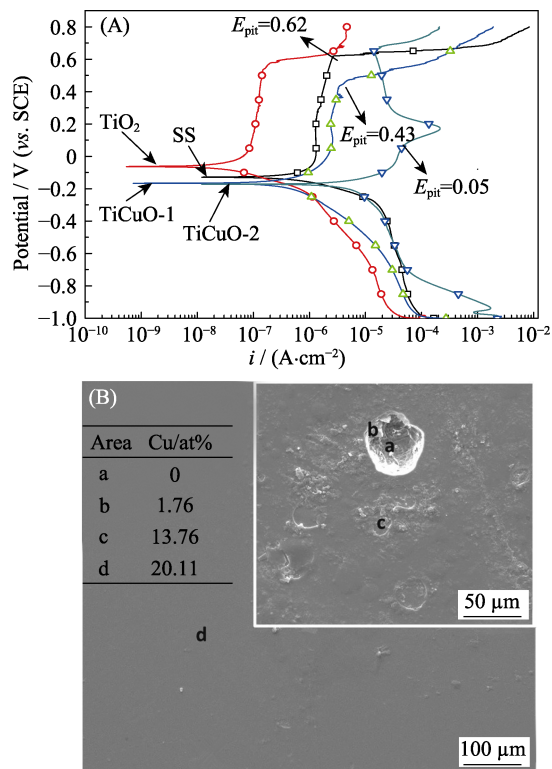 (A)
Potential / V (vs. SCE)
0.8
0.6
0.4
0.2
0
−0.2
0.4
−0.6
−0.8
−1.0
Epit=0.62
TiO2
SS
Epit=0.43
Epit=0.05
TiCuO-1
TiCuO-2
10−10 10−9 10−8 10−7 10−6 10−5 10−4 10−3 10−2
i / (A·cm−2)
(B)
Area Cu/at%
a 0
b 1.76
c 13.76
d 20.11
b
a
c
50 μm
d
100 μm